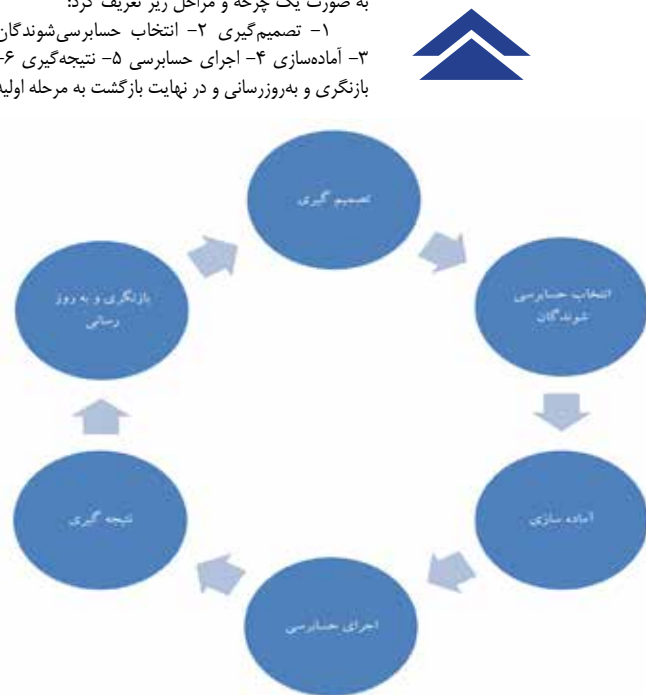 به صورت یک چرخه و مراحل زیر تعریف کرد:
۱- تصمیم‌گیری ۲- انتخاب حسابرسی‌شوندگان
۳- آماده‌سازی ۴- اجرای حسابرسی ۵- نتیجه‌گیری ۶-
بازنگری و به‌روزرسانی و در نهایت بازگشت به مرحله اولیه
تصمیم گیری
انتخاب حسابرسی
شوندگان
آماده سازی
اجرای حسابرسی
نتیجه گیری
بازنگری و به روز
رسانی